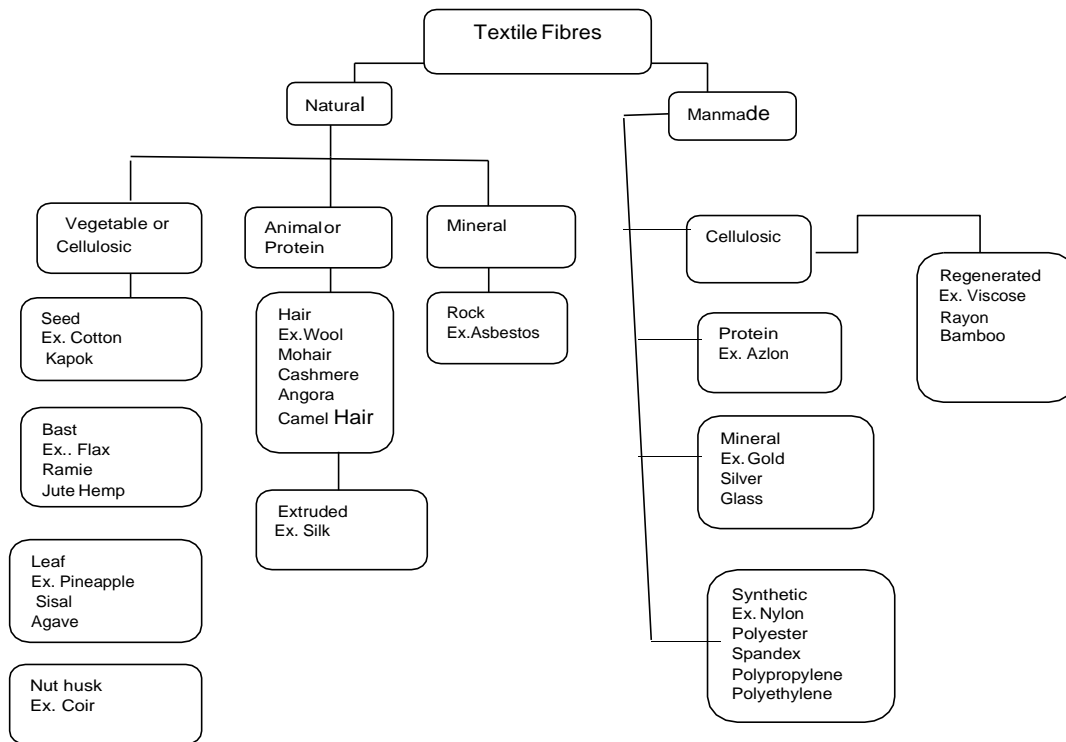 Textile Fibres
Natural
Manmade
Vegetable or
Cellulosic
Animal or
Protein
Mineral
Cellulosic
Regenerated
Ex. Viscose
Rayon
Bamboo
Seed
Ex. Cotton
Kapok
Hair
Ex.Wool
Mohair
Cashmere
Angora
Camel Hair
Rock
Ex.Asbestos
Protein
Ex. Azlon
Bast
Ex.. Flax
Ramie
Jute Hemp
Mineral
Ex. Gold
Silver
Glass
Extruded
Ex. Silk
Leaf
Ex. Pineapple
Sisal
Agave
Synthetic
Ex. Nylon
Polyester
Spandex
Polypropylene
Polyethylene
Nut husk
Ex. Coir